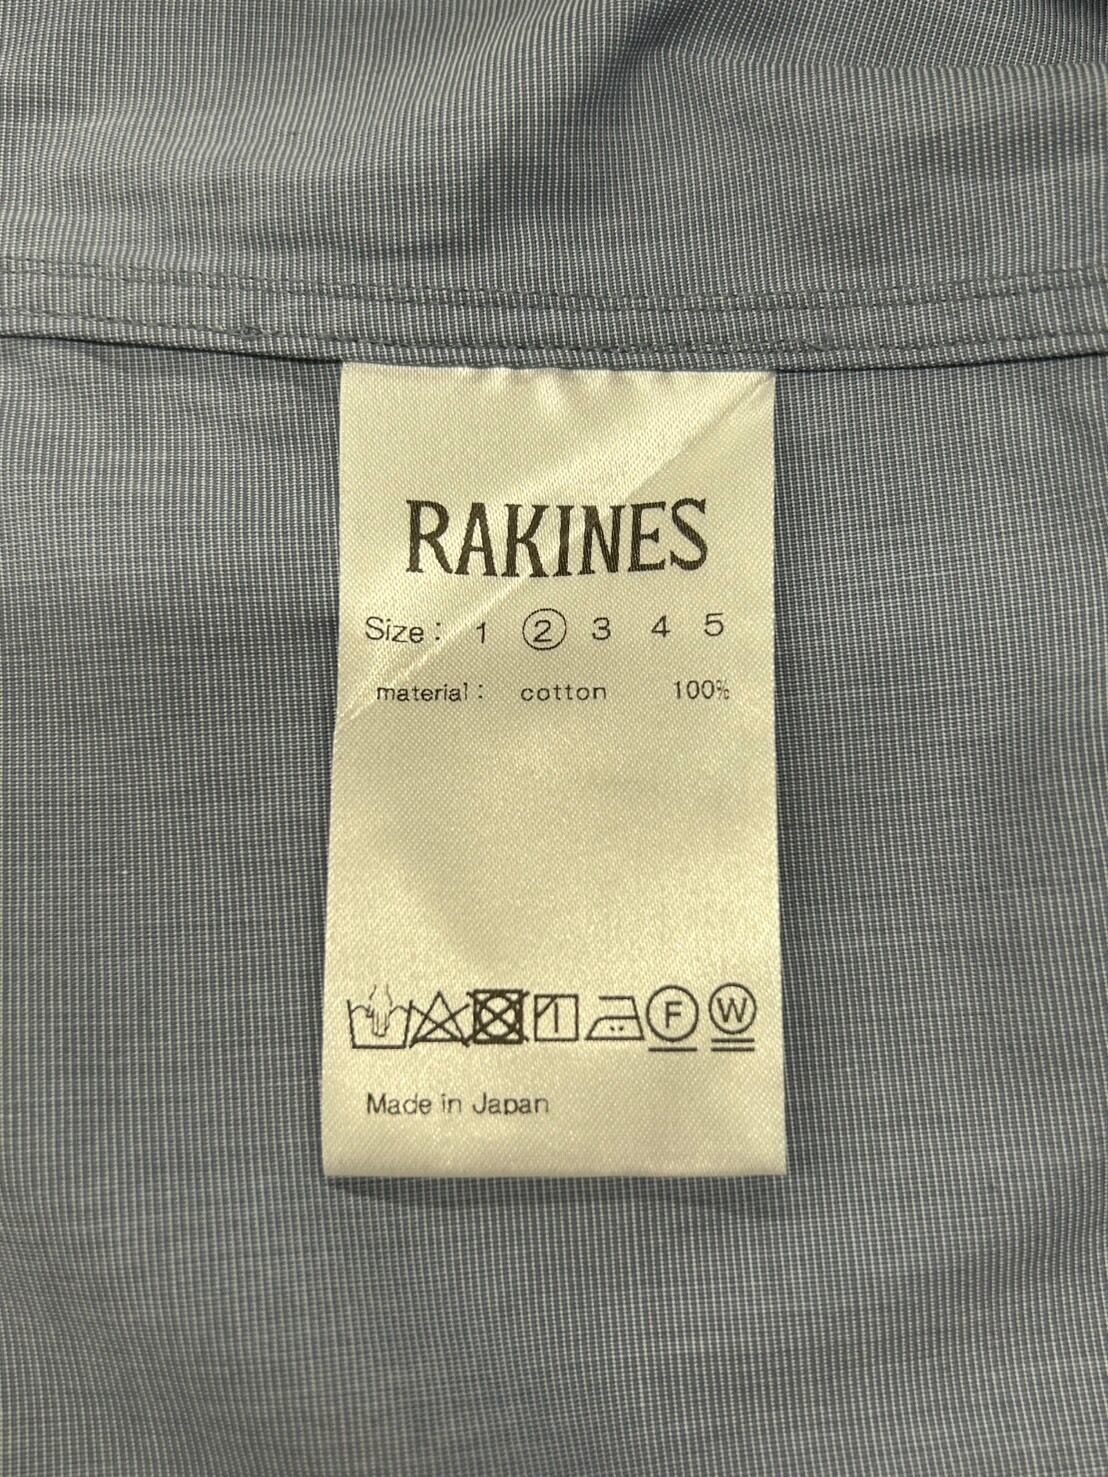 RAKINES
Size: 1 2 3 4 5
material: cotton 100%
F W
Made in Japan